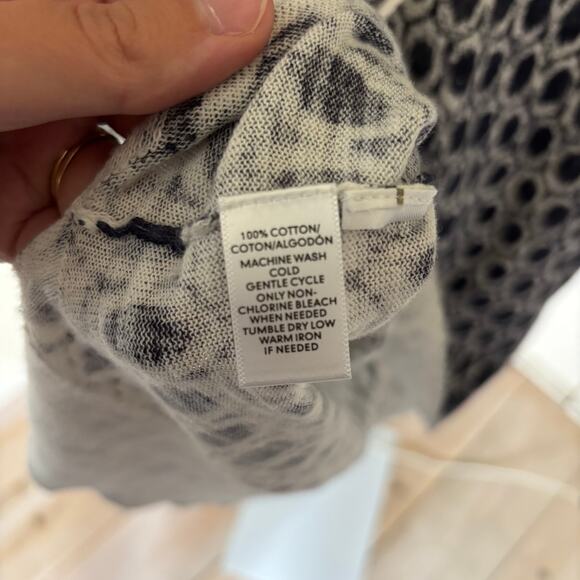 100% COTTON/
COTON/ALGODÓN
MACHINE WASH
COLD
GENTLE CYCLE
ONLY NON-
CHLORINE BLEACH
WHEN NEEDED
TUMBLE DRY LOW
WARM IRON
IF NEEDED